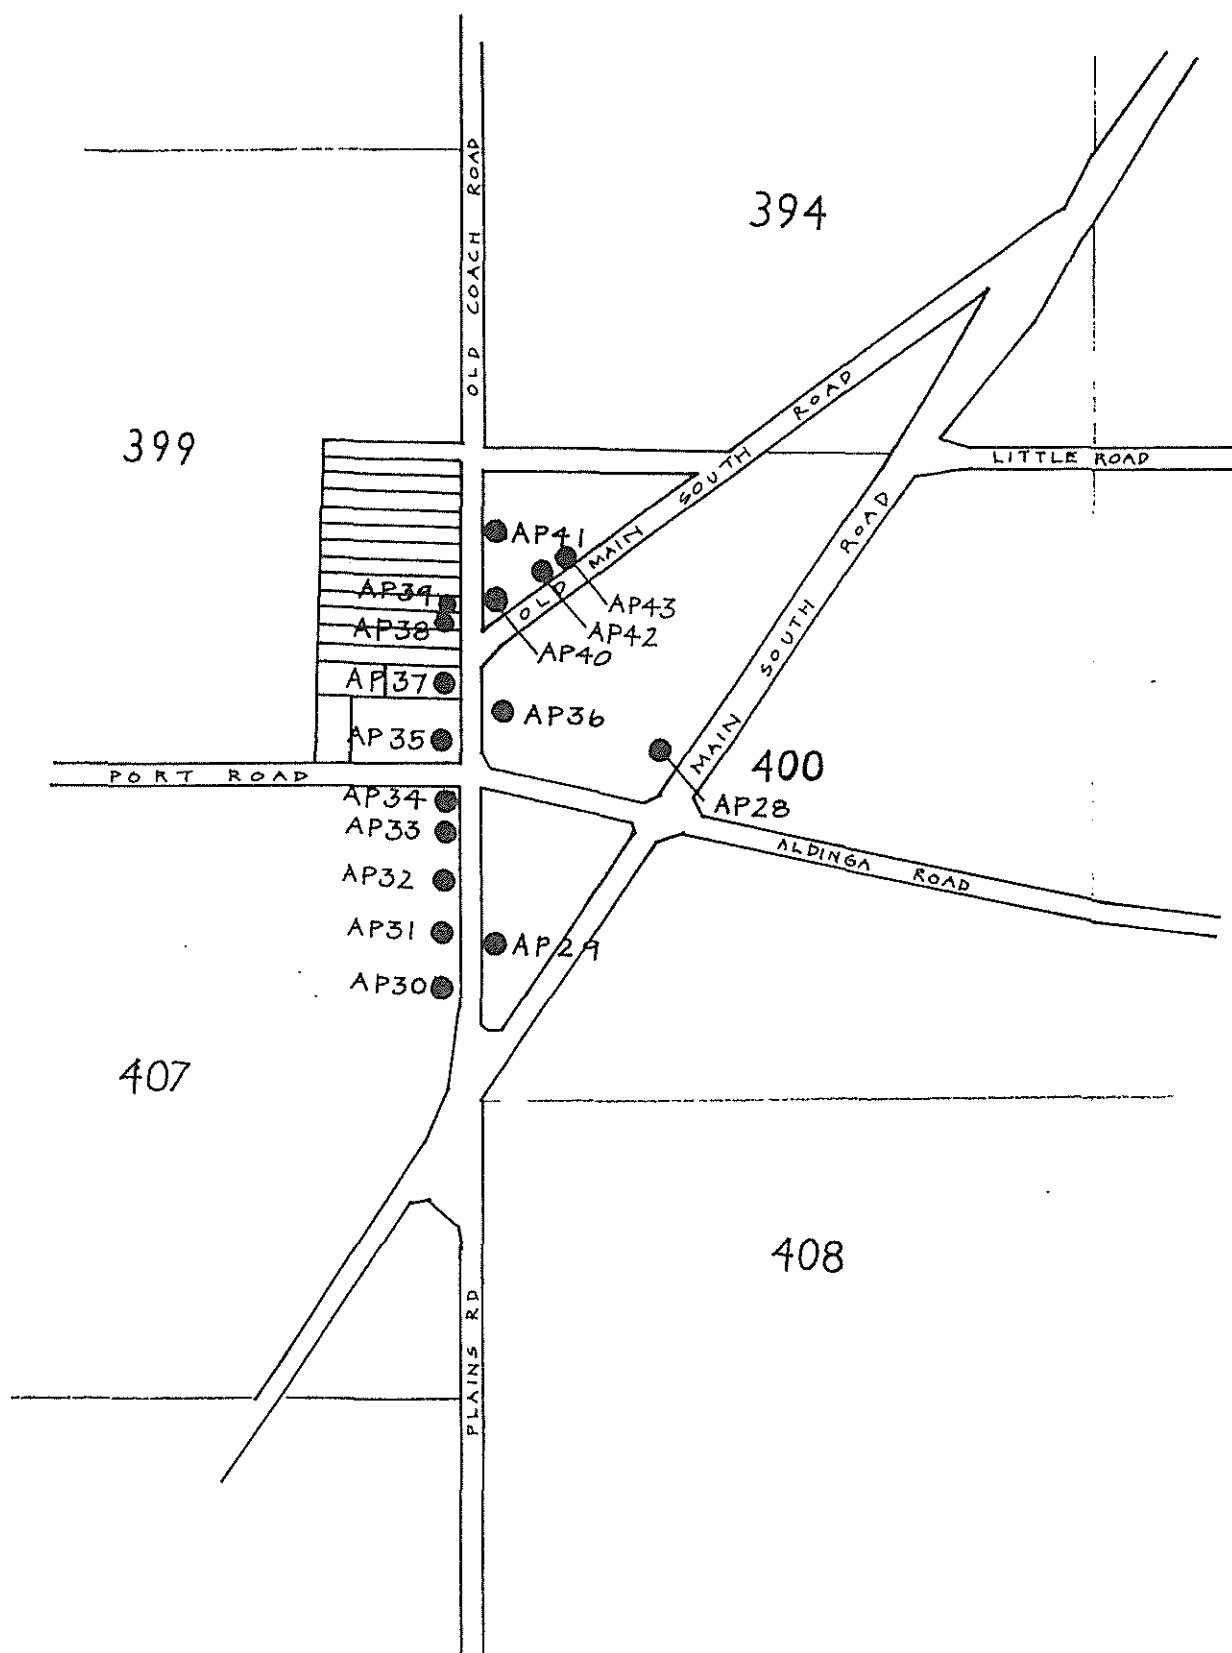 OLD COACH ROAD
394
399
OLD MAIN SOUTH ROAD
LITTLE ROAD
AP41
AP39
AP43
AP38
AP42
AP40
AP37
AP36
AP35
MAIN SOUTH ROAD
400
PORT ROAD
AP34
AP28
AP33
ALDINGA ROAD
AP32
AP31
AP29
AP30
407
408
PLAINS RD